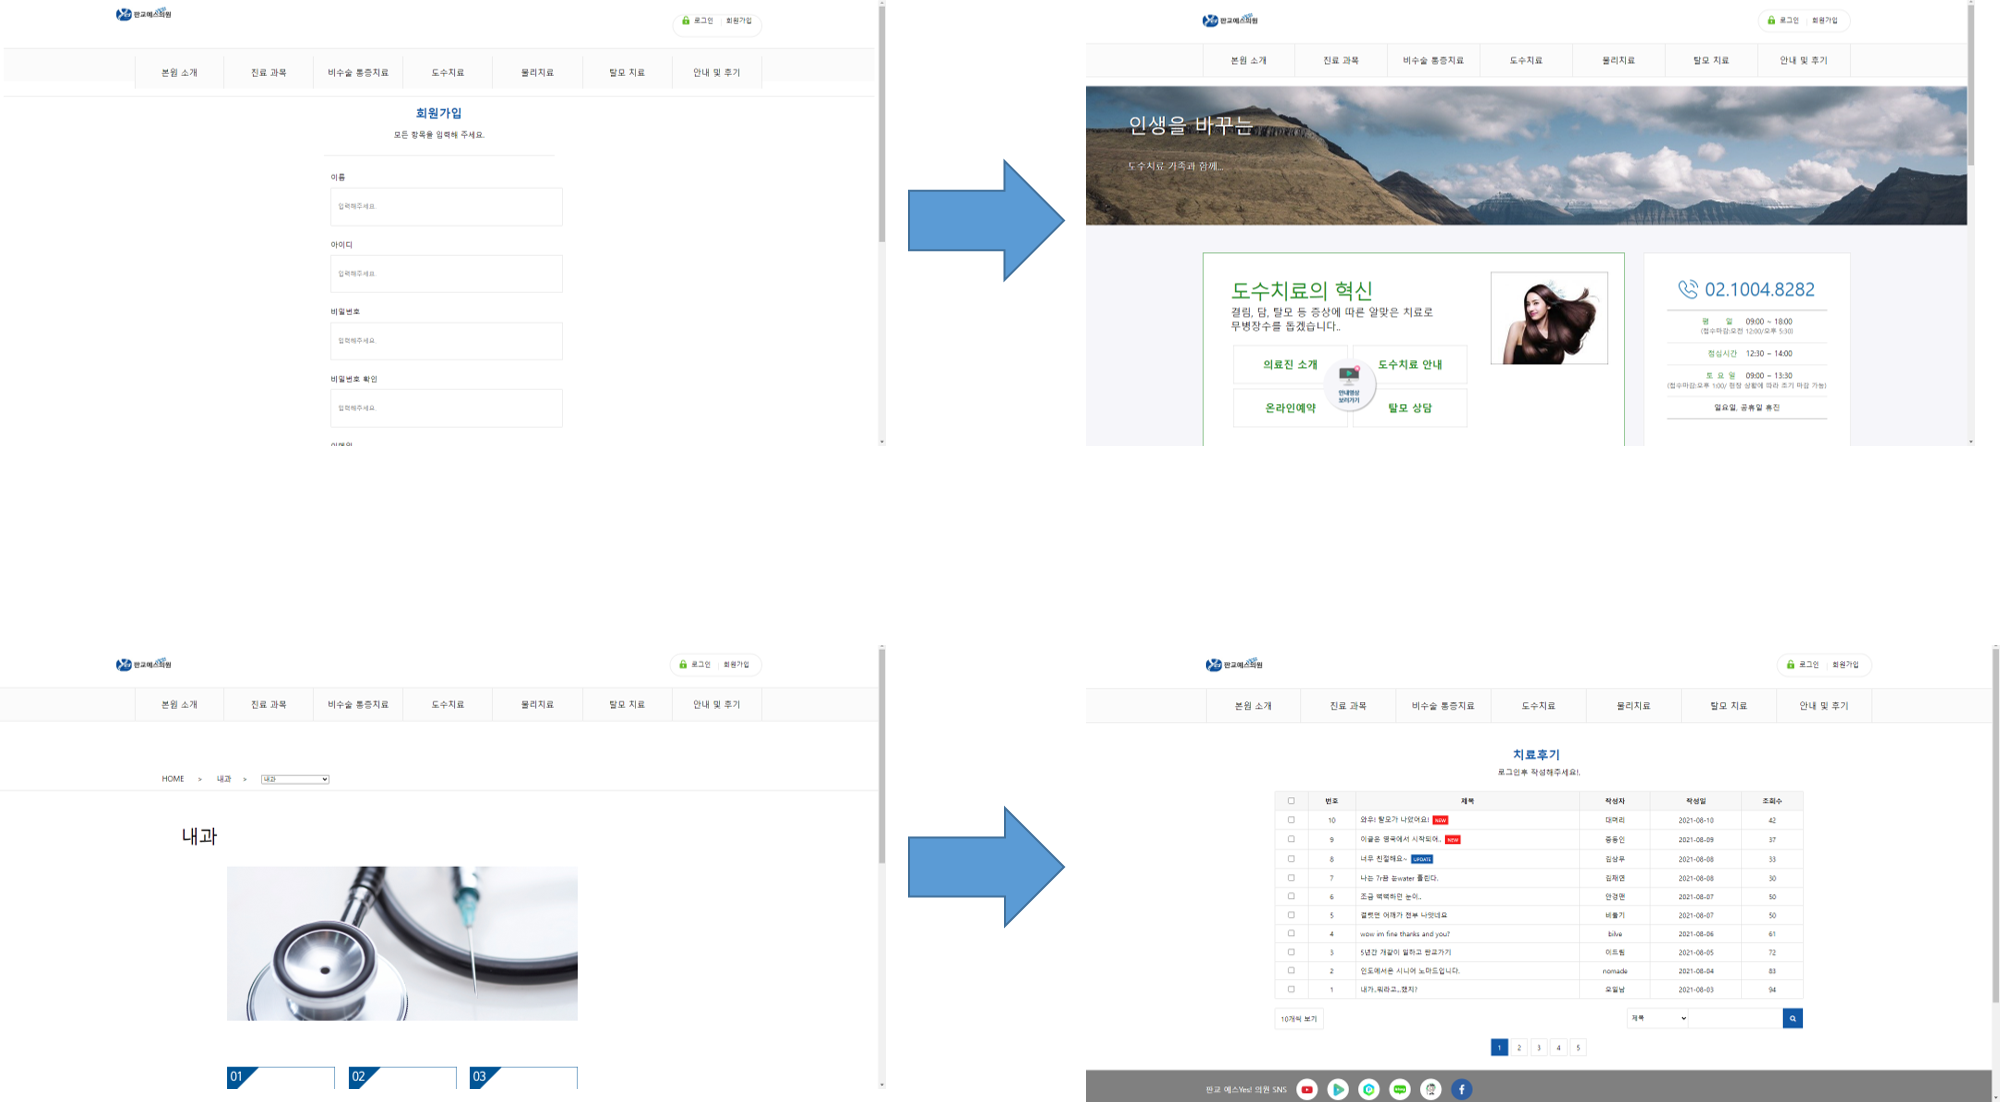 판교예스의원
로그인 회원가입
본원 소개 진료 과목 비수술 통증치료 도수치료 물리치료 탈모 치료 안내 및 후기
회원가입
모든 항목을 입력해 주세요.
이름
입력해주세요.
아이디
입력해주세요.
비밀번호
입력해주세요.
비밀번호 확인
입력해주세요
이메일
판교예스의원
로그인 회원가입
본원 소개 진료 과목 비수술 통증치료 도수치료 물리치료 탈모 치료 안내 및 후기
인생을 바꾸는
도수치료 가족과 함께...
도수치료의 혁신
결림, 담, 탈모 등 증상에 따른 알맞은 치료로
무병장수를 돕겠습니다..
의료진 소개 도수치료 안내
안내영상
보러가기
온라인예약 탈모 상담
02.1004.8282
평 일 09:00 ~ 18:00
(접수마감:오전 12:00/오후 5:30)
점심시간 12:30 ~ 14:00
토 요 일 09:00 ~ 13:30
(접수마감:오후 1:00/ 현장 상황에 따라 조기 마감 가능)
일요일, 공휴일 휴진
판교예스의원
로그인 회원가입
본원 소개 진료 과목 비수술 통증치료 도수치료 물리치료 탈모 치료 안내 및 후기
HOME > 내과 > 내과
내과
01 02 03
판교예스의원
로그인 회원가입
본원 소개 진료 과목 비수술 통증치료 도수치료 물리치료 탈모 치료 안내 및 후기
치료후기
로그인후 작성해주세요!.
번호 제목 작성자 작성일 조회수
10 와우! 탈모가 나았어요! NEW 대머리 2021-08-10 42
9 이글은 영국에서 시작되어.. NEW 중동인 2021-08-09 37
8 너무 친절해요~ UPDATE 김상무 2021-08-08 33
7 나는 7r끔 눈water 흘린다. 김재연 2021-08-08 30
6 조금 뻑뻑하던 눈이.. 안경맨 2021-08-07 50
5 결렸던 어깨가 전부 나앗네요 비둘기 2021-08-07 50
4 wow im fine thanks and you? bilve 2021-08-06 61
3 5년간 개같이 일하고 판교가기 이드림 2021-08-05 72
2 인도에서온 시니어 노마드입니다. nomade 2021-08-04 83
1 내가..뭐라고...했지? 모일남 2021-08-03 94
10개씩 보기 제목
1 2 3 4 5
판교 예스Yes! 의원 SNS